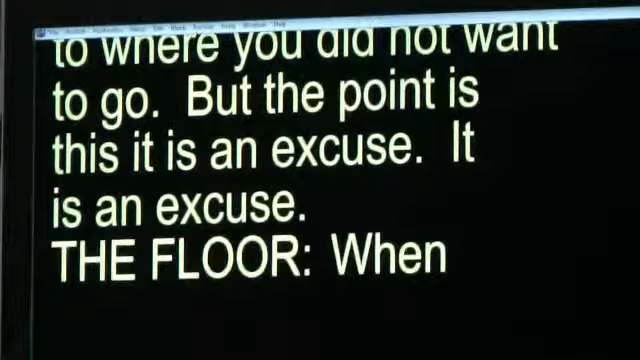 to where you did not want
to go. But the point is
this it is an excuse. It
is an excuse.
THE FLOOR: When